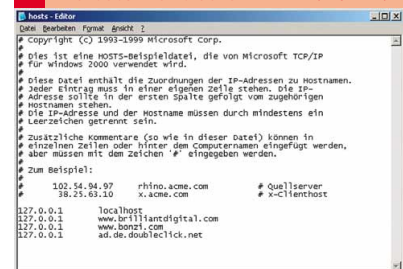 hosts - Editor
Datei Bearbeiten Format Ansicht ?
# Copyright (c) 1993-1999 Microsoft Corp.
#
# Dies ist eine HOSTS-Beispieldatei, die von Microsoft TCP/IP
# für Windows 2000 verwendet wird.
#
# Diese Datei enthält die Zuordnungen der IP-Adressen zu Hostnamen.
# Jeder Eintrag muss in einer eigenen Zeile stehen. Die IP-
# Adresse sollte in der ersten Spalte gefolgt vom zugehörigen
# Hostnamen stehen.
# Die IP-Adresse und der Hostname müssen durch mindestens ein
# Leerzeichen getrennt sein.
#
# Zusätzliche Kommentare (so wie in dieser Datei) können in
# einzelnen Zeilen oder hinter dem Computernamen eingefügt werden,
# aber müssen mit dem Zeichen '#' eingegeben werden.
#
# Zum Beispiel:
#
# 102.54.94.97 rhino.acme.com # Quellserver
# 38.25.63.10 x.acme.com # x-Clienthost

127.0.0.1 localhost
127.0.0.1 www.brilliantdigital.com
127.0.0.1 www.bonzi.com
127.0.0.1 ad.de.doubleclick.net